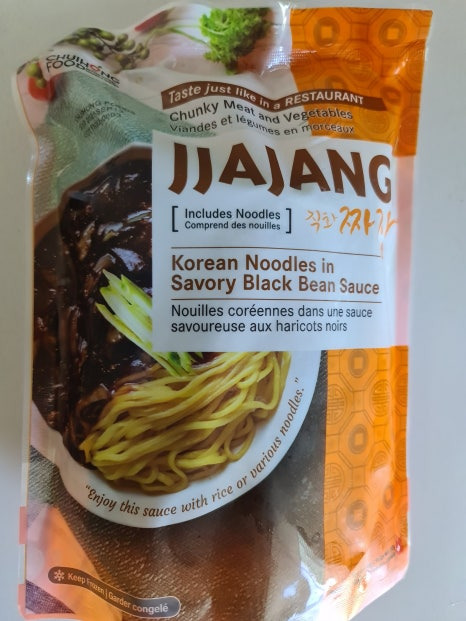 CHUIHONG
FOODS
Taste just like in a RESTAURANT
Chunky Meat and Vegetables
Viandes et légumes en morceaux
JJAJANG
[ Includes Noodles ]
Comprend des nouilles
직화 짜장
Korean Noodles in
Savory Black Bean Sauce
Nouilles coréennes dans une sauce
savoureuse aux haricots noirs
"Enjoy this sauce with rice or various noodles."
Keep Frozen | Garder congelé